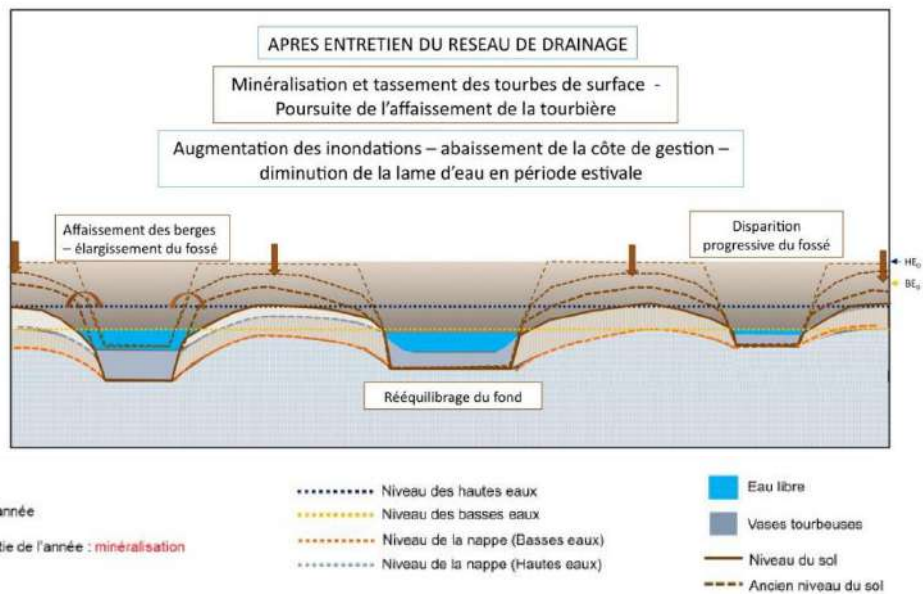 APRES ENTRETIEN DU RESEAU DE DRAINAGE
Minéralisation et tassement des tourbes de surface -
Poursuite de l'affaissement de la tourbière
Augmentation des inondations – abaissement de la côte de gestion –
diminution de la lame d'eau en période estivale
Affaissement des berges
– élargissement du fossé
Disparition
progressive du fossé
HE₀
BE₀
Rééquilibrage du fond
année
tie de l'année : minéralisation
Niveau des hautes eaux
Niveau des basses eaux
Niveau de la nappe (Basses eaux)
Niveau de la nappe (Hautes eaux)
Eau libre
Vases tourbeuses
Niveau du sol
Ancien niveau du sol